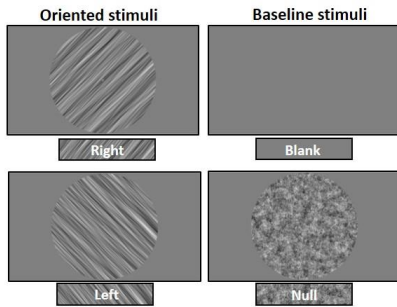 Oriented stimuli
Baseline stimuli
Right
Blank
Left
Null